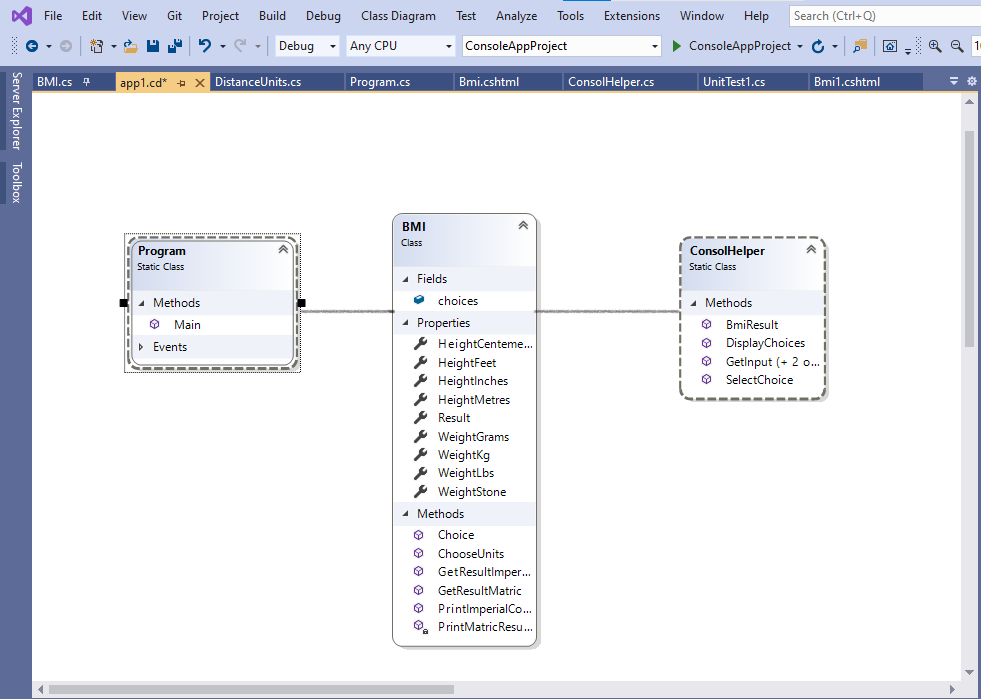 File Edit View Git Project Build Debug Class Diagram Test Analyze Tools Extensions Window Help Search (Ctrl+Q)
Debug Any CPU ConsoleAppProject ConsoleAppProject
BMI.cs app1.cd* DistanceUnits.cs Program.cs Bmi.cshtml ConsolHelper.cs UnitTest1.cs Bmi1.cshtml
Server Explorer
Toolbox
Program
Static Class
Methods
Main
Events
BMI
Class
Fields
choices
Properties
HeightCenteme...
HeightFeet
HeightInches
HeightMetres
Result
WeightGrams
WeightKg
WeightLbs
WeightStone
Methods
Choice
ChooseUnits
GetResultImper...
GetResultMatric
PrintImperialCo...
PrintMatricResu...
ConsolHelper
Static Class
Methods
BmiResult
DisplayChoices
GetInput (+ 2 o...
SelectChoice